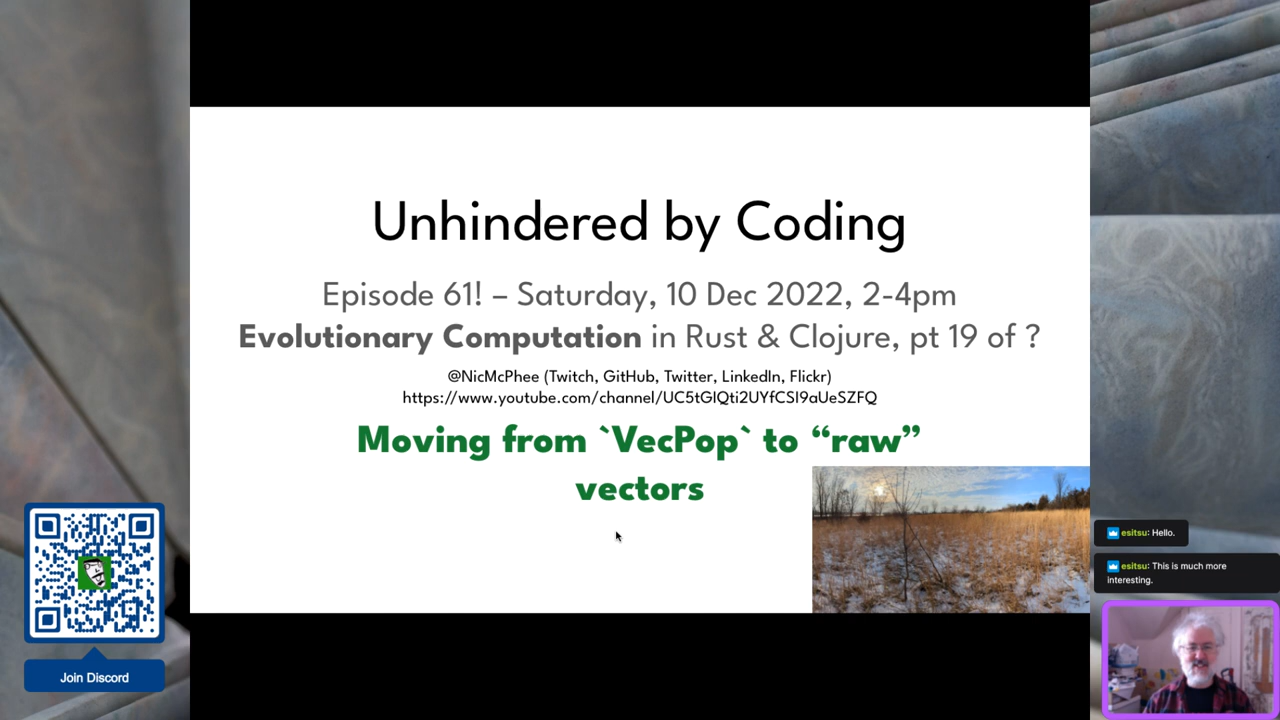 Unhindered by Coding
Episode 61! – Saturday, 10 Dec 2022, 2-4pm
Evolutionary Computation in Rust & Clojure, pt 19 of ?
@NicMcPhee (Twitch, GitHub, Twitter, LinkedIn, Flickr)
https://www.youtube.com/channel/UC5tGIQti2UYfCSI9aUeSZFQ
Moving from `VecPop` to “raw”
vectors
Join Discord
esitsu: Hello.
esitsu: This is much more
interesting.